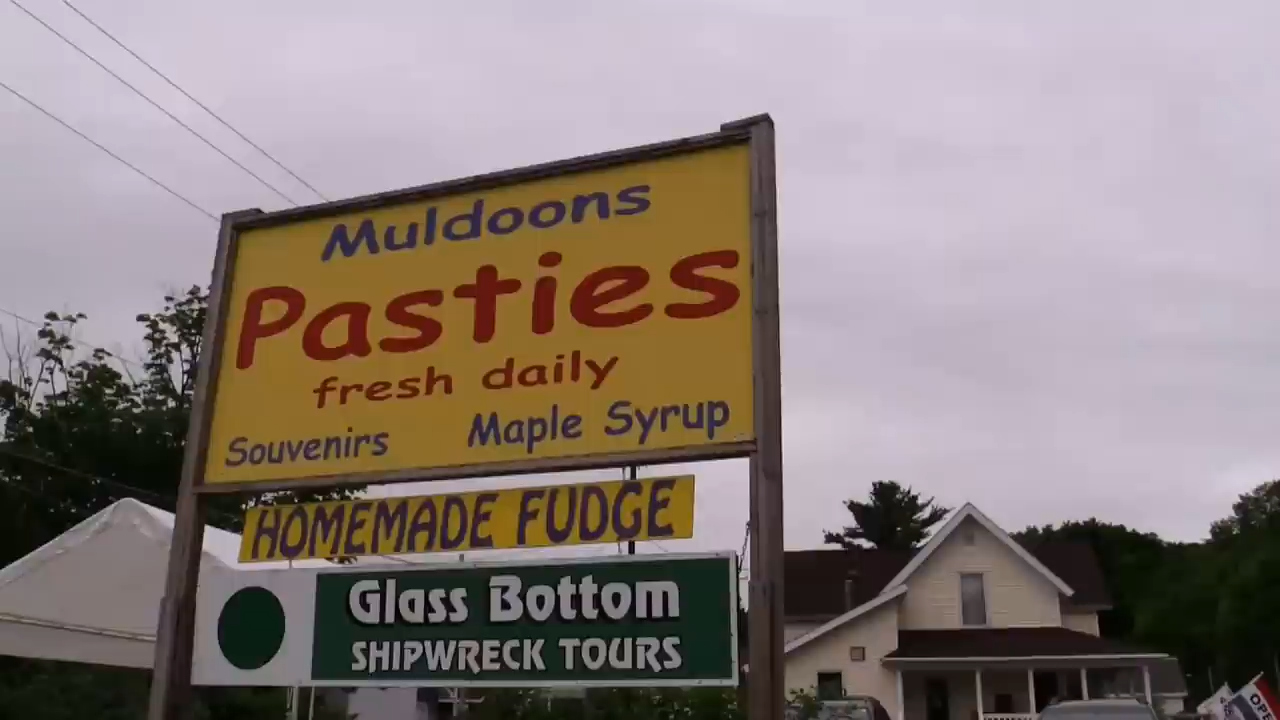 Muldoons
Pasties
fresh daily
Souvenirs Maple Syrup
HOMEMADE FUDGE
Glass Bottom
SHIPWRECK TOURS